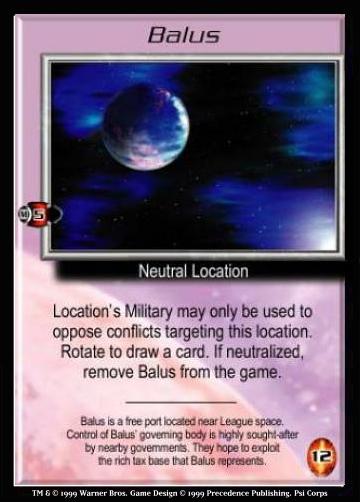 Balus
M 5
Neutral Location
Location's Military may only be used to
oppose conflicts targeting this location.
Rotate to draw a card. If neutralized,
remove Balus from the game.
Balus is a free port located near League space.
Control of Balus' governing body is highly sought-after
by nearby governments. They hope to exploit
the rich tax base that Balus represents.
12
TM & © 1999 Warner Bros. Game Design © 1999 Precedence Publishing. Psi Corps